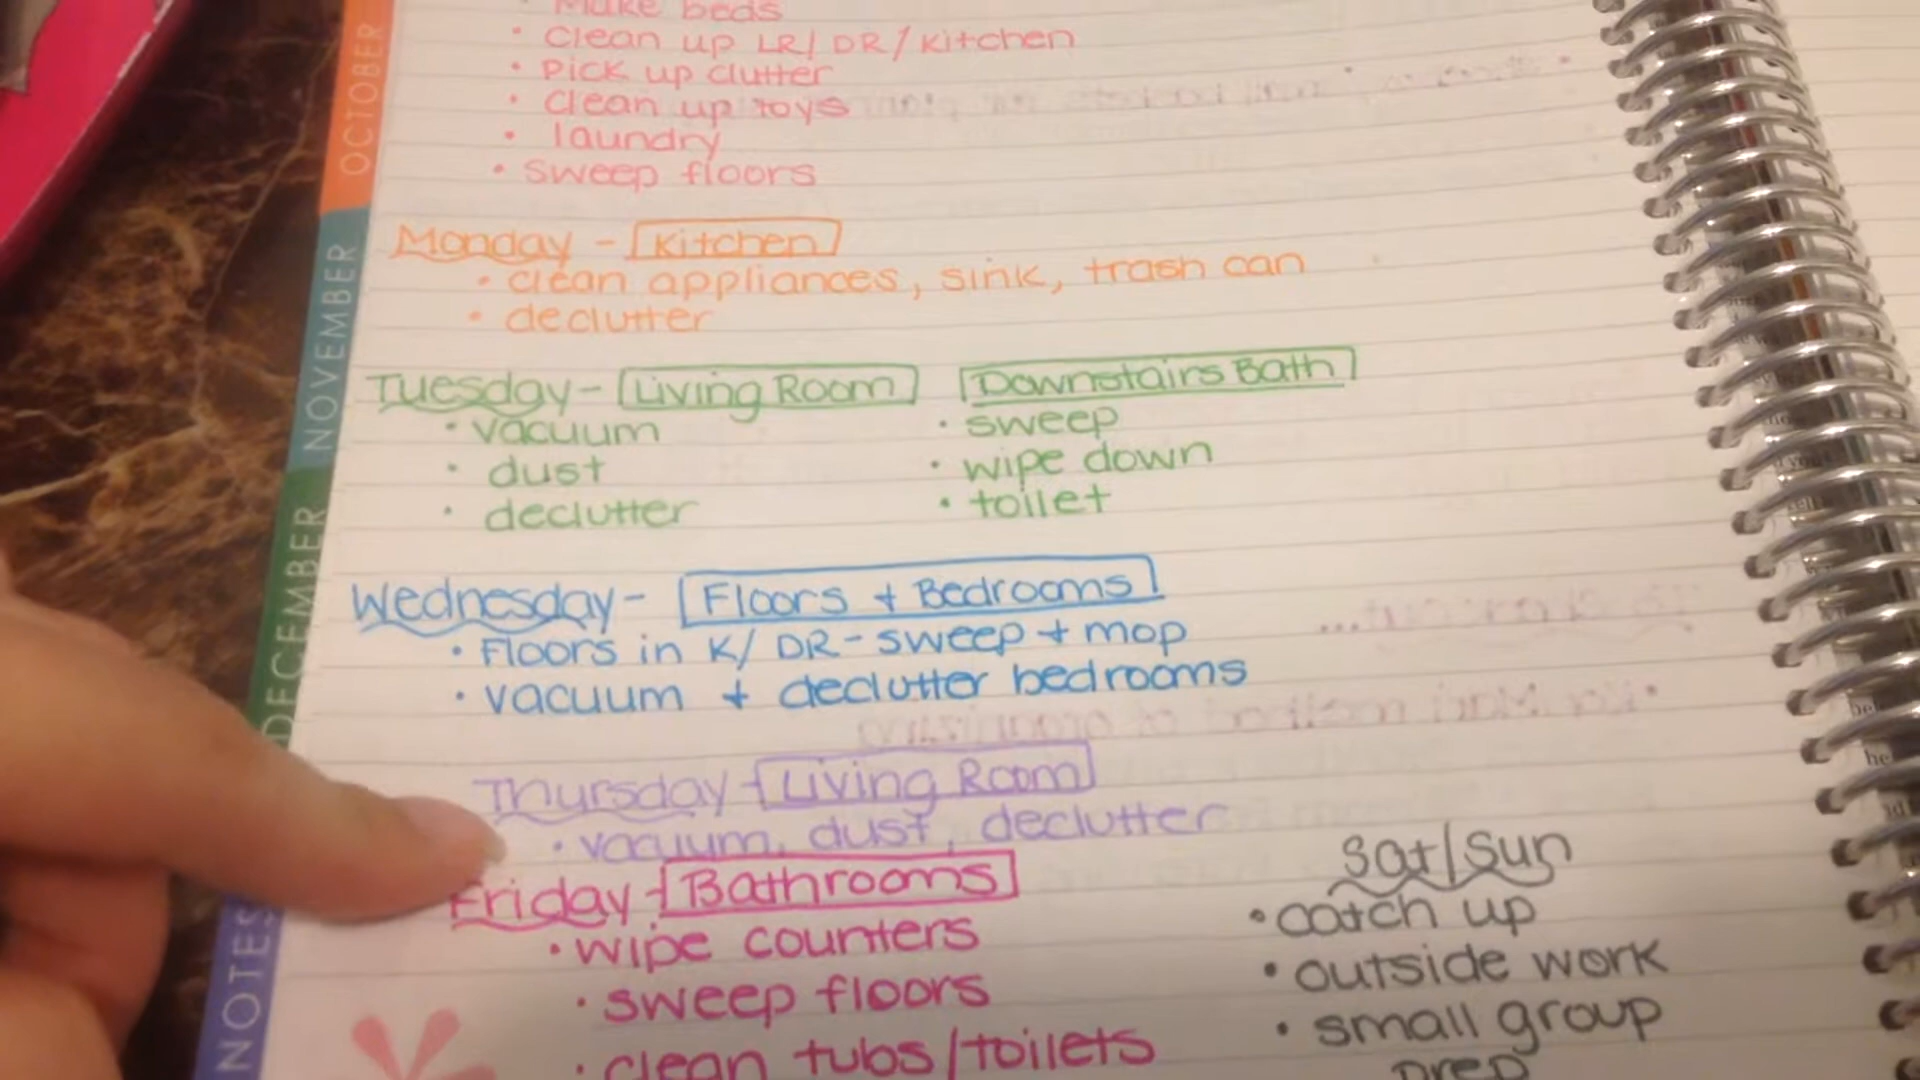 Make beds
• Clean up LR/ DR/ Kitchen
• Pick up clutter
• Clean up toys
• laundry
• Sweep floors
Monday - Kitchen
• clean appliances, sink, trash can
• declutter
Tuesday - Living Room
• vacuum
• dust
• declutter
Downstairs Bath
• sweep
• wipe down
• toilet
Wednesday - Floors + Bedrooms
• Floors in K/ DR - sweep + mop
• vacuum + declutter bedrooms
Thursday - Living Room
• vacuum, dust, declutter
Friday - Bathrooms
• wipe counters
• sweep floors
• clean tubs/toilets
Sat/Sun
• catch up
• outside work
• small group
prep
OCTOBER
NOVEMBER
DECEMBER
NOTES